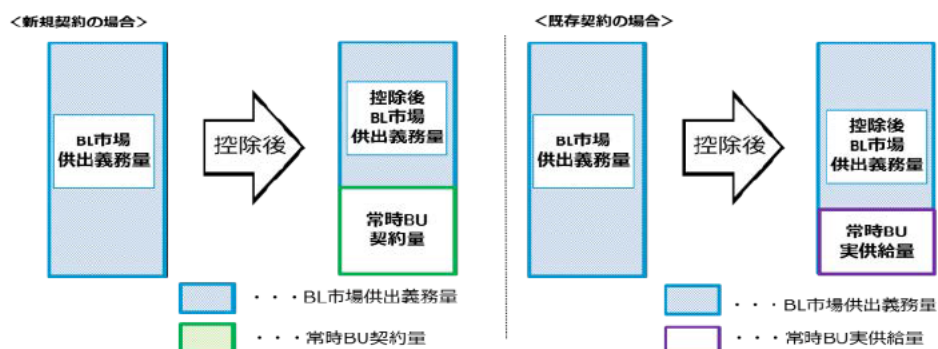 <新規契約の場合>
BL市場
供出義務量
控除後
控除後
BL市場
供出義務量
常時BU
契約量
・・・BL市場供出義務量
・・・常時BU契約量
<既存契約の場合>
BL市場
供出義務量
控除後
控除後
BL市場
供出義務量
常時BU
実供給量
・・・BL市場供出義務量
・・・常時BU実供給量